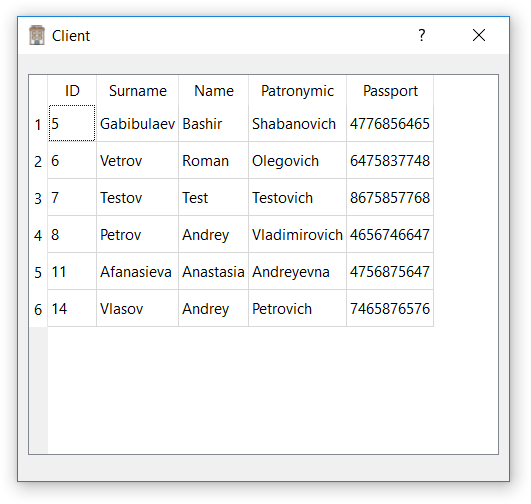 Client ?
ID Surname Name Patronymic Passport
1 5 Gabibulaev Bashir Shabanovich 4776856465
2 6 Vetrov Roman Olegovich 6475837748
3 7 Testov Test Testovich 8675857768
4 8 Petrov Andrey Vladimirovich 4656746647
5 11 Afanasieva Anastasia Andreyevna 4756875647
6 14 Vlasov Andrey Petrovich 7465876576